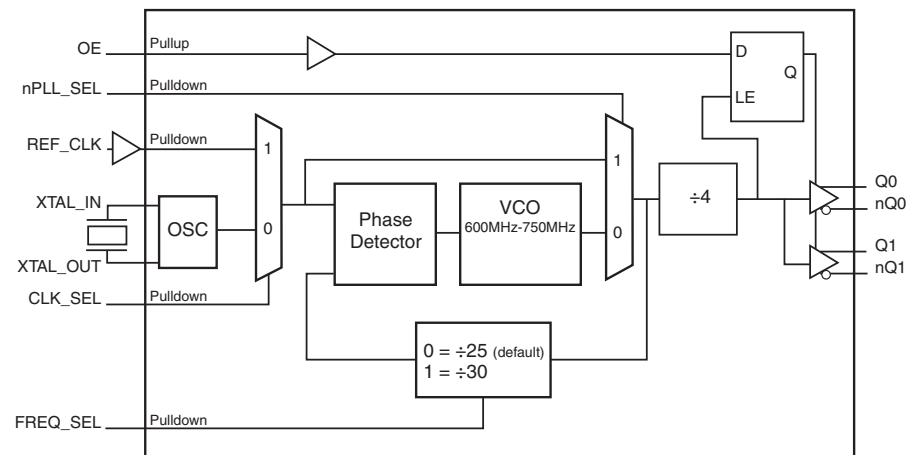 OE
Pullup
D
Q
LE
nPLL_SEL
Pulldown
REF_CLK
Pulldown
1
0
XTAL_IN
OSC
XTAL_OUT
CLK_SEL
Pulldown
Phase
Detector
VCO
600MHz-750MHz
1
0
÷4
Q0
nQ0
Q1
nQ1
0 = ÷25 (default)
1 = ÷30
FREQ_SEL
Pulldown